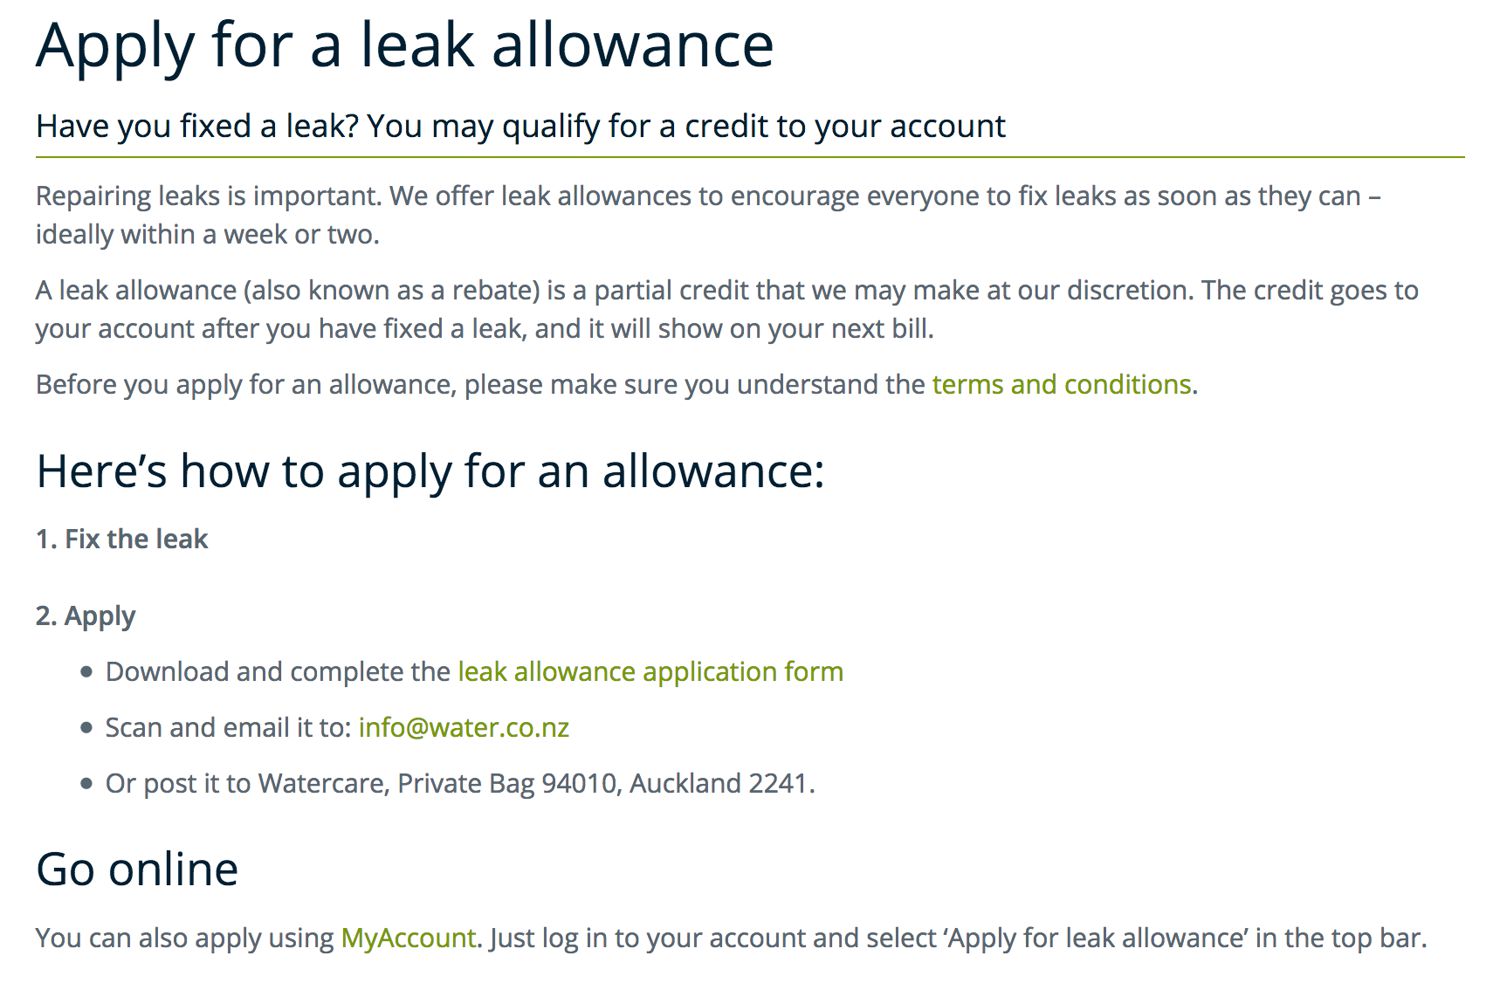 Apply for a leak allowance
Have you fixed a leak? You may qualify for a credit to your account
Repairing leaks is important. We offer leak allowances to encourage everyone to fix leaks as soon as they can –
ideally within a week or two.
A leak allowance (also known as a rebate) is a partial credit that we may make at our discretion. The credit goes to
your account after you have fixed a leak, and it will show on your next bill.
Before you apply for an allowance, please make sure you understand the terms and conditions.
Here’s how to apply for an allowance:
1. Fix the leak
2. Apply
• Download and complete the leak allowance application form
• Scan and email it to: info@water.co.nz
• Or post it to Watercare, Private Bag 94010, Auckland 2241.
Go online
You can also apply using MyAccount. Just log in to your account and select ‘Apply for leak allowance’ in the top bar.